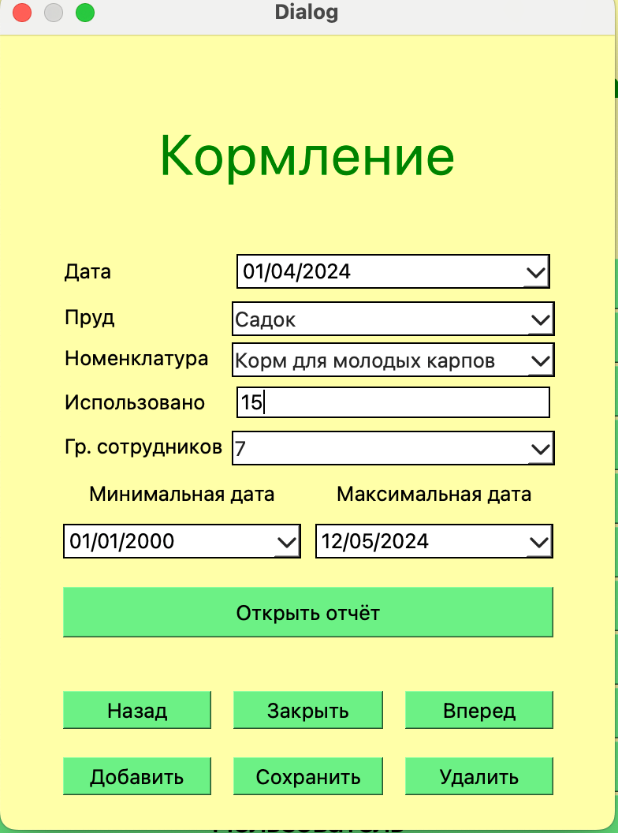 Dialog
Кормление
Дата 01/04/2024
Пруд Садок
Номенклатура Корм для молодых карпов
Использовано 15
Гр. сотрудников 7
Минимальная дата Максимальная дата
01/01/2000 12/05/2024
Открыть отчёт
Назад Закрыть Вперед
Добавить Сохранить Удалить